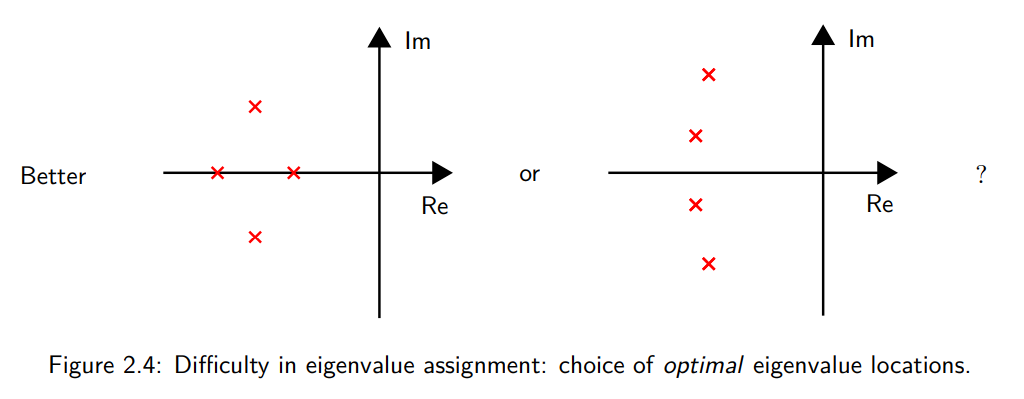 Im
Im
Better
or
?
Re
Re
Figure 2.4: Difficulty in eigenvalue assignment: choice of optimal eigenvalue locations.